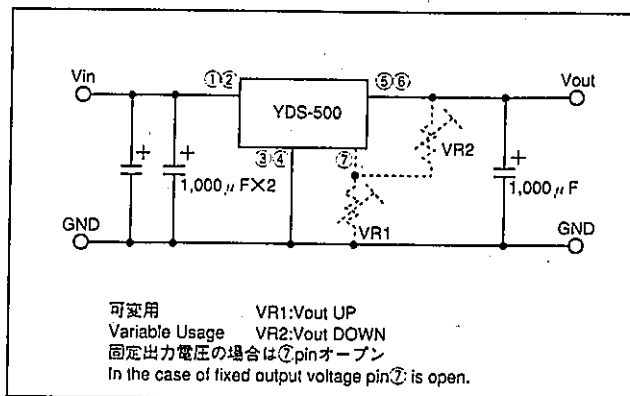 Vin
①②
YDS-500
⑤⑥
Vout
③④
⑦
VR2
+
+
1,000μF×2
+
1,000μF
GND
VR1
GND
可変用 VR1:Vout UP
Variable Usage VR2:Vout DOWN
固定出力電圧の場合は⑦pinオープン
In the case of fixed output voltage pin⑦ is open.